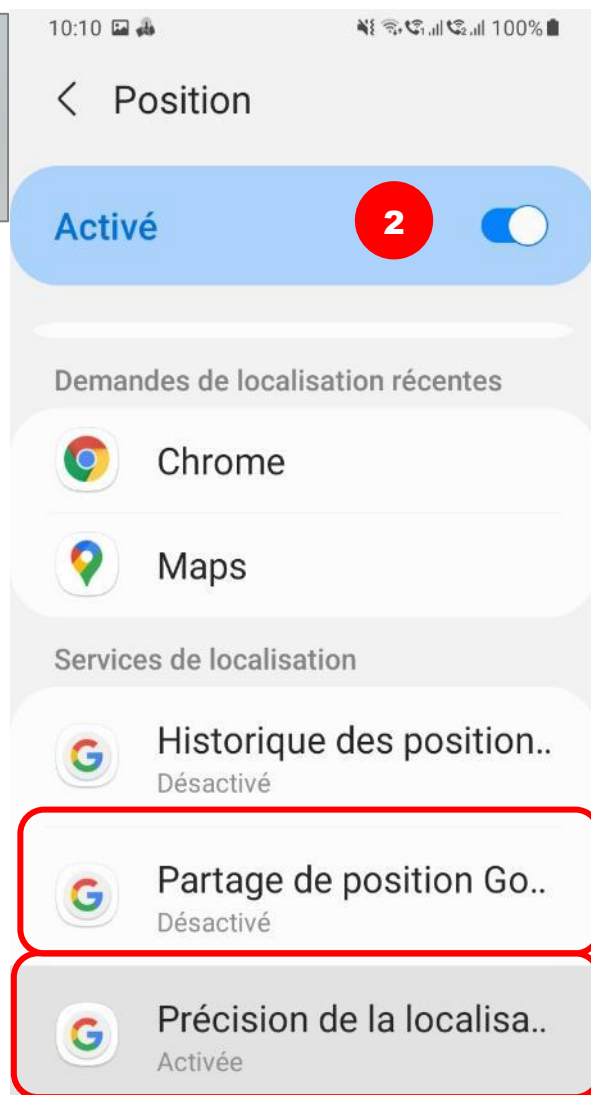 10:10 100%
Position
Activé 2
Demandes de localisation récentes
Chrome
Maps
Services de localisation
Historique des position..
Désactivé
Partage de position Go..
Désactivé
Précision de la localisa..
Activée